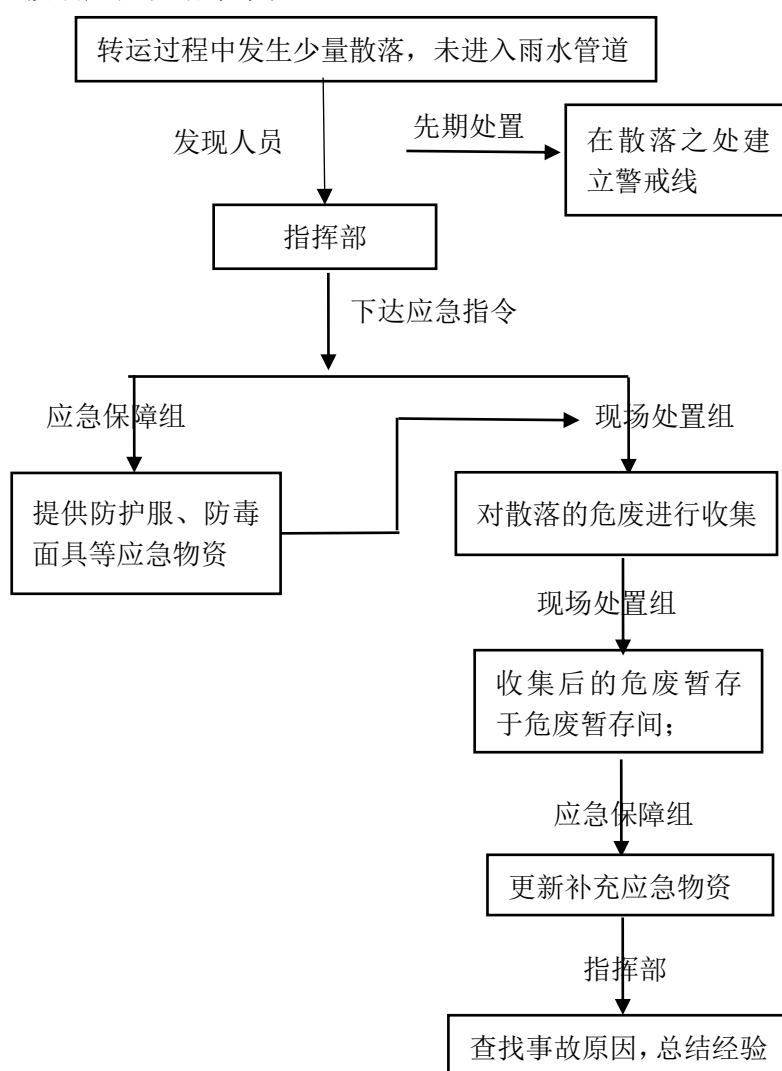 转运过程中发生少量散落，未进入雨水管道
发现人员
先期处置
在散落之处建
立警戒线
指挥部
下达应急指令
应急保障组
现场处置组
提供防护服、防毒
面具等应急物资
对散落的危废进行收集
现场处置组
收集后的危废暂存
于危废暂存间；
应急保障组
更新补充应急物资
指挥部
查找事故原因，总结经验